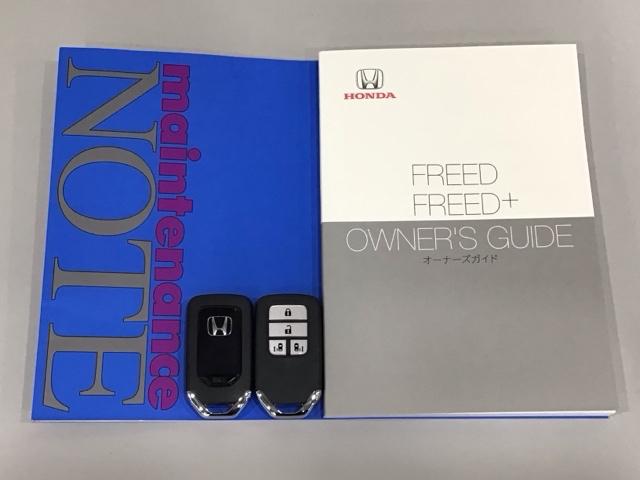 maintenance
NOTE
HONDA
FREED
FREED+
OWNER'S GUIDE
オーナーズガイド